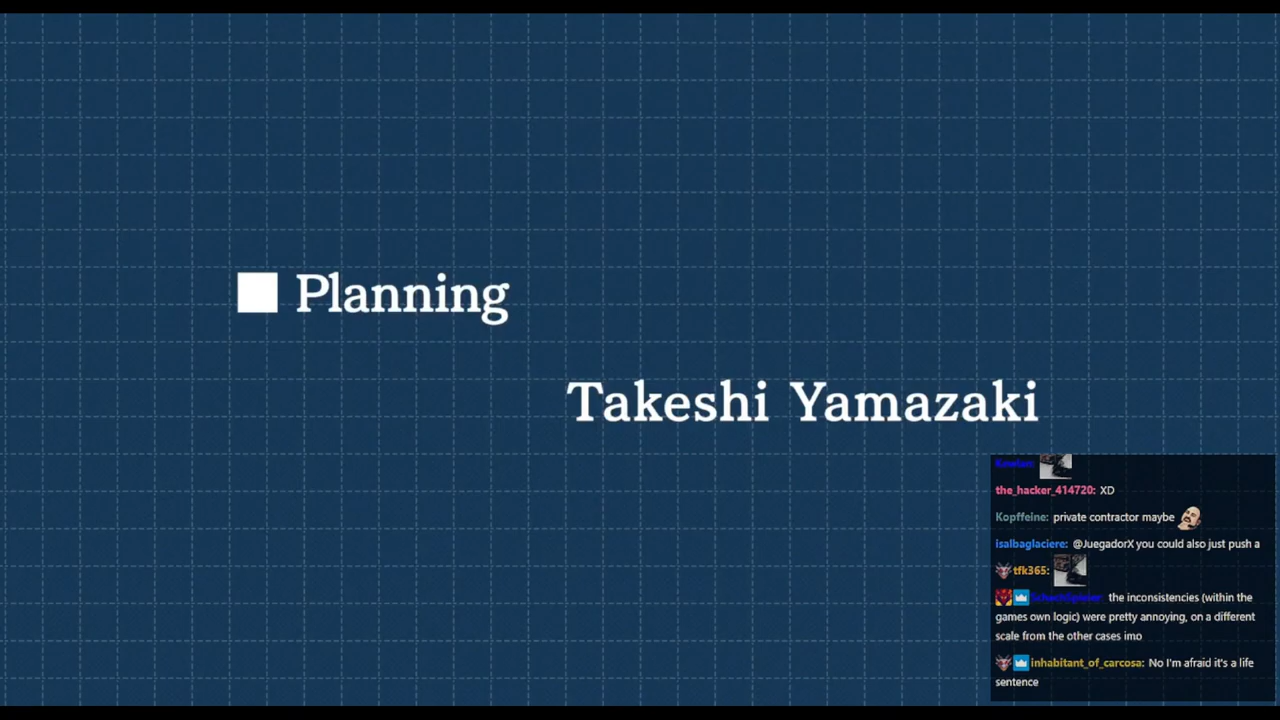 ■ Planning
Takeshi Yamazaki
the_hacker_414720: XD
Kopffeine: private contractor maybe
isalbaglaciere: @JuegadorX you could also just push a
tfk365:
the inconsistencies (within the
games own logic) were pretty annoying, on a different
scale from the other cases imo
inhabitant_of_carcosa: No I'm afraid it's a life
sentence